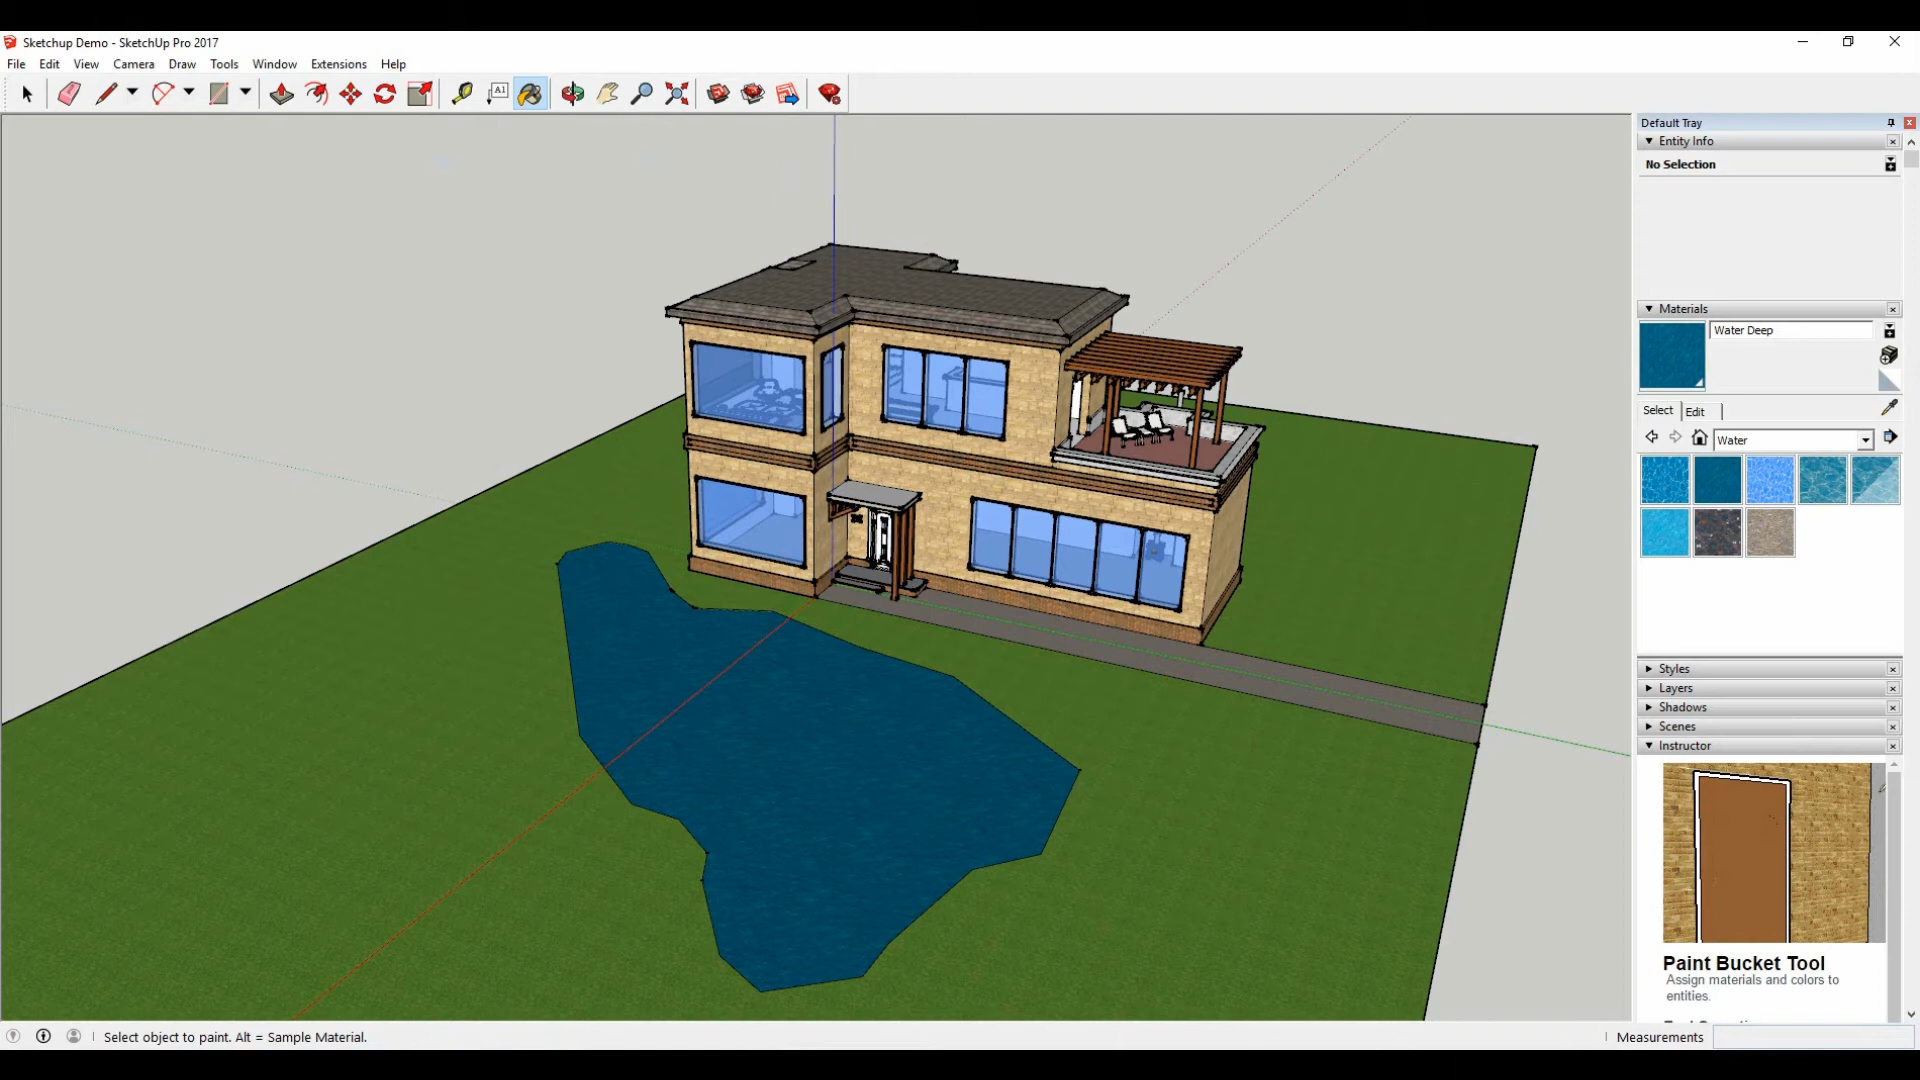 Sketchup Demo - SketchUp Pro 2017
File Edit View Camera Draw Tools Window Extensions Help
A1
Default Tray
Entity Info
No Selection
Materials
Water Deep
Select Edit
Water
Styles
Layers
Shadows
Scenes
Instructor
Paint Bucket Tool
Assign materials and colors to
entities.
Select object to paint. Alt = Sample Material.
Measurements